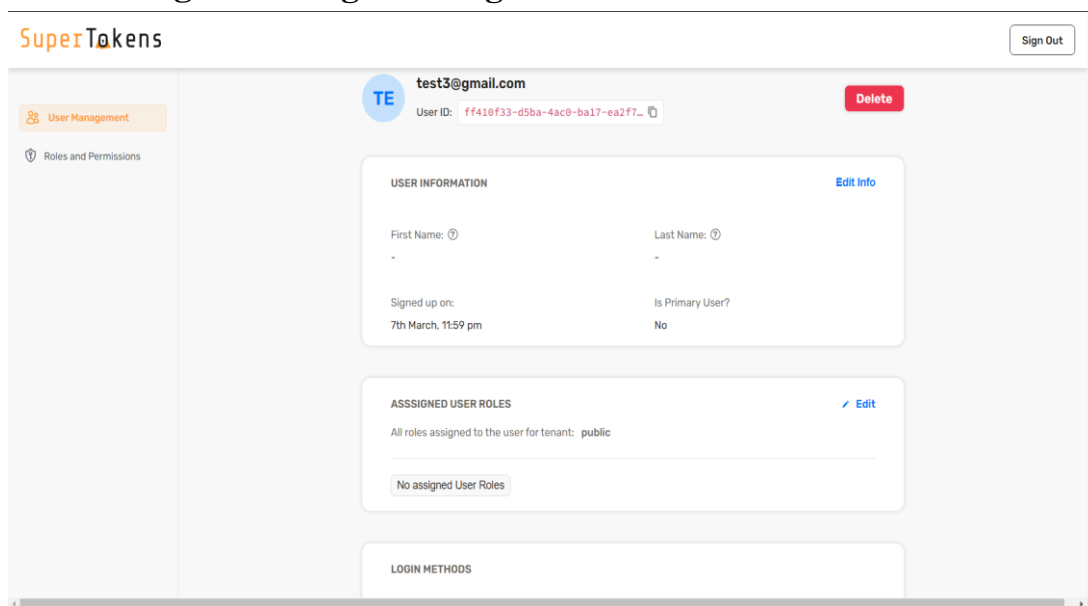 SuperTokens
Sign Out
TE
test3@gmail.com
User ID: ff410f33-d5ba-4ac0-ba17-ea2f7…
Delete
User Management
Roles and Permissions
USER INFORMATION
Edit Info
First Name:
Last Name:
-
-
Signed up on:
Is Primary User?
7th March, 11:59 pm
No
ASSSIGNED USER ROLES
Edit
All roles assigned to the user for tenant: public
No assigned User Roles
LOGIN METHODS